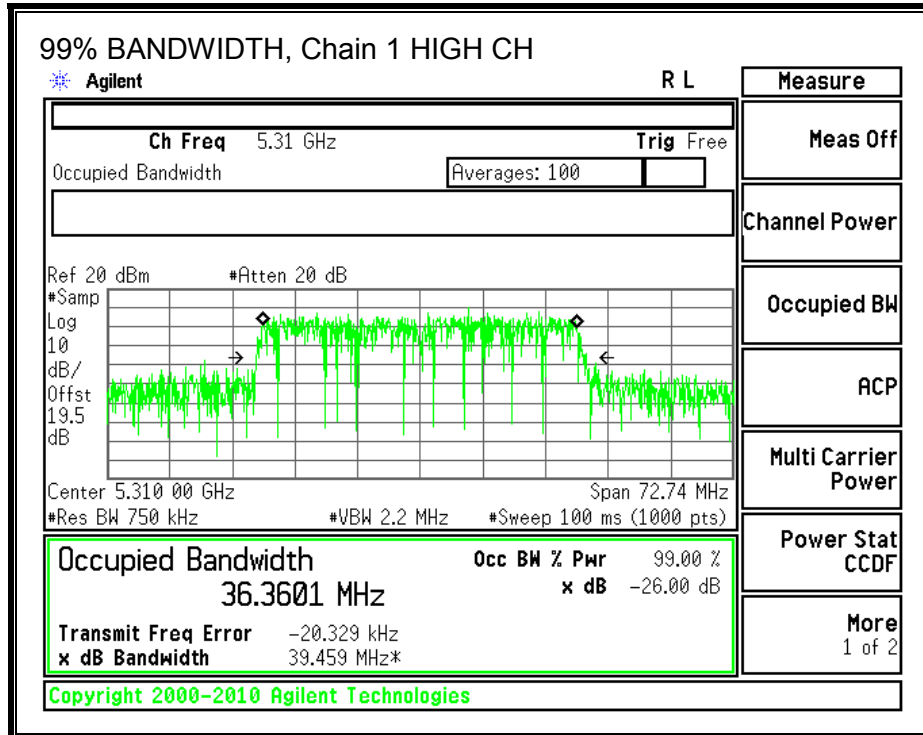 99% BANDWIDTH, Chain 1 HIGH CH
Agilent R L
Ch Freq 5.31 GHz Trig Free
Occupied Bandwidth Averages: 100
Ref 20 dBm #Atten 20 dB
#Samp
Log
10
dB/
Offst
19.5
dB
Center 5.310 00 GHz Span 72.74 MHz
#Res BW 750 kHz #VBW 2.2 MHz #Sweep 100 ms (1000 pts)
Occupied Bandwidth Occ BW % Pwr 99.00 %
36.3601 MHz x dB -26.00 dB
Transmit Freq Error -20.329 kHz
x dB Bandwidth 39.459 MHz*
Copyright 2000-2010 Agilent Technologies
Measure
Meas Off
Channel Power
Occupied BW
ACP
Multi Carrier
Power
Power Stat
CCDF
More
1 of 2